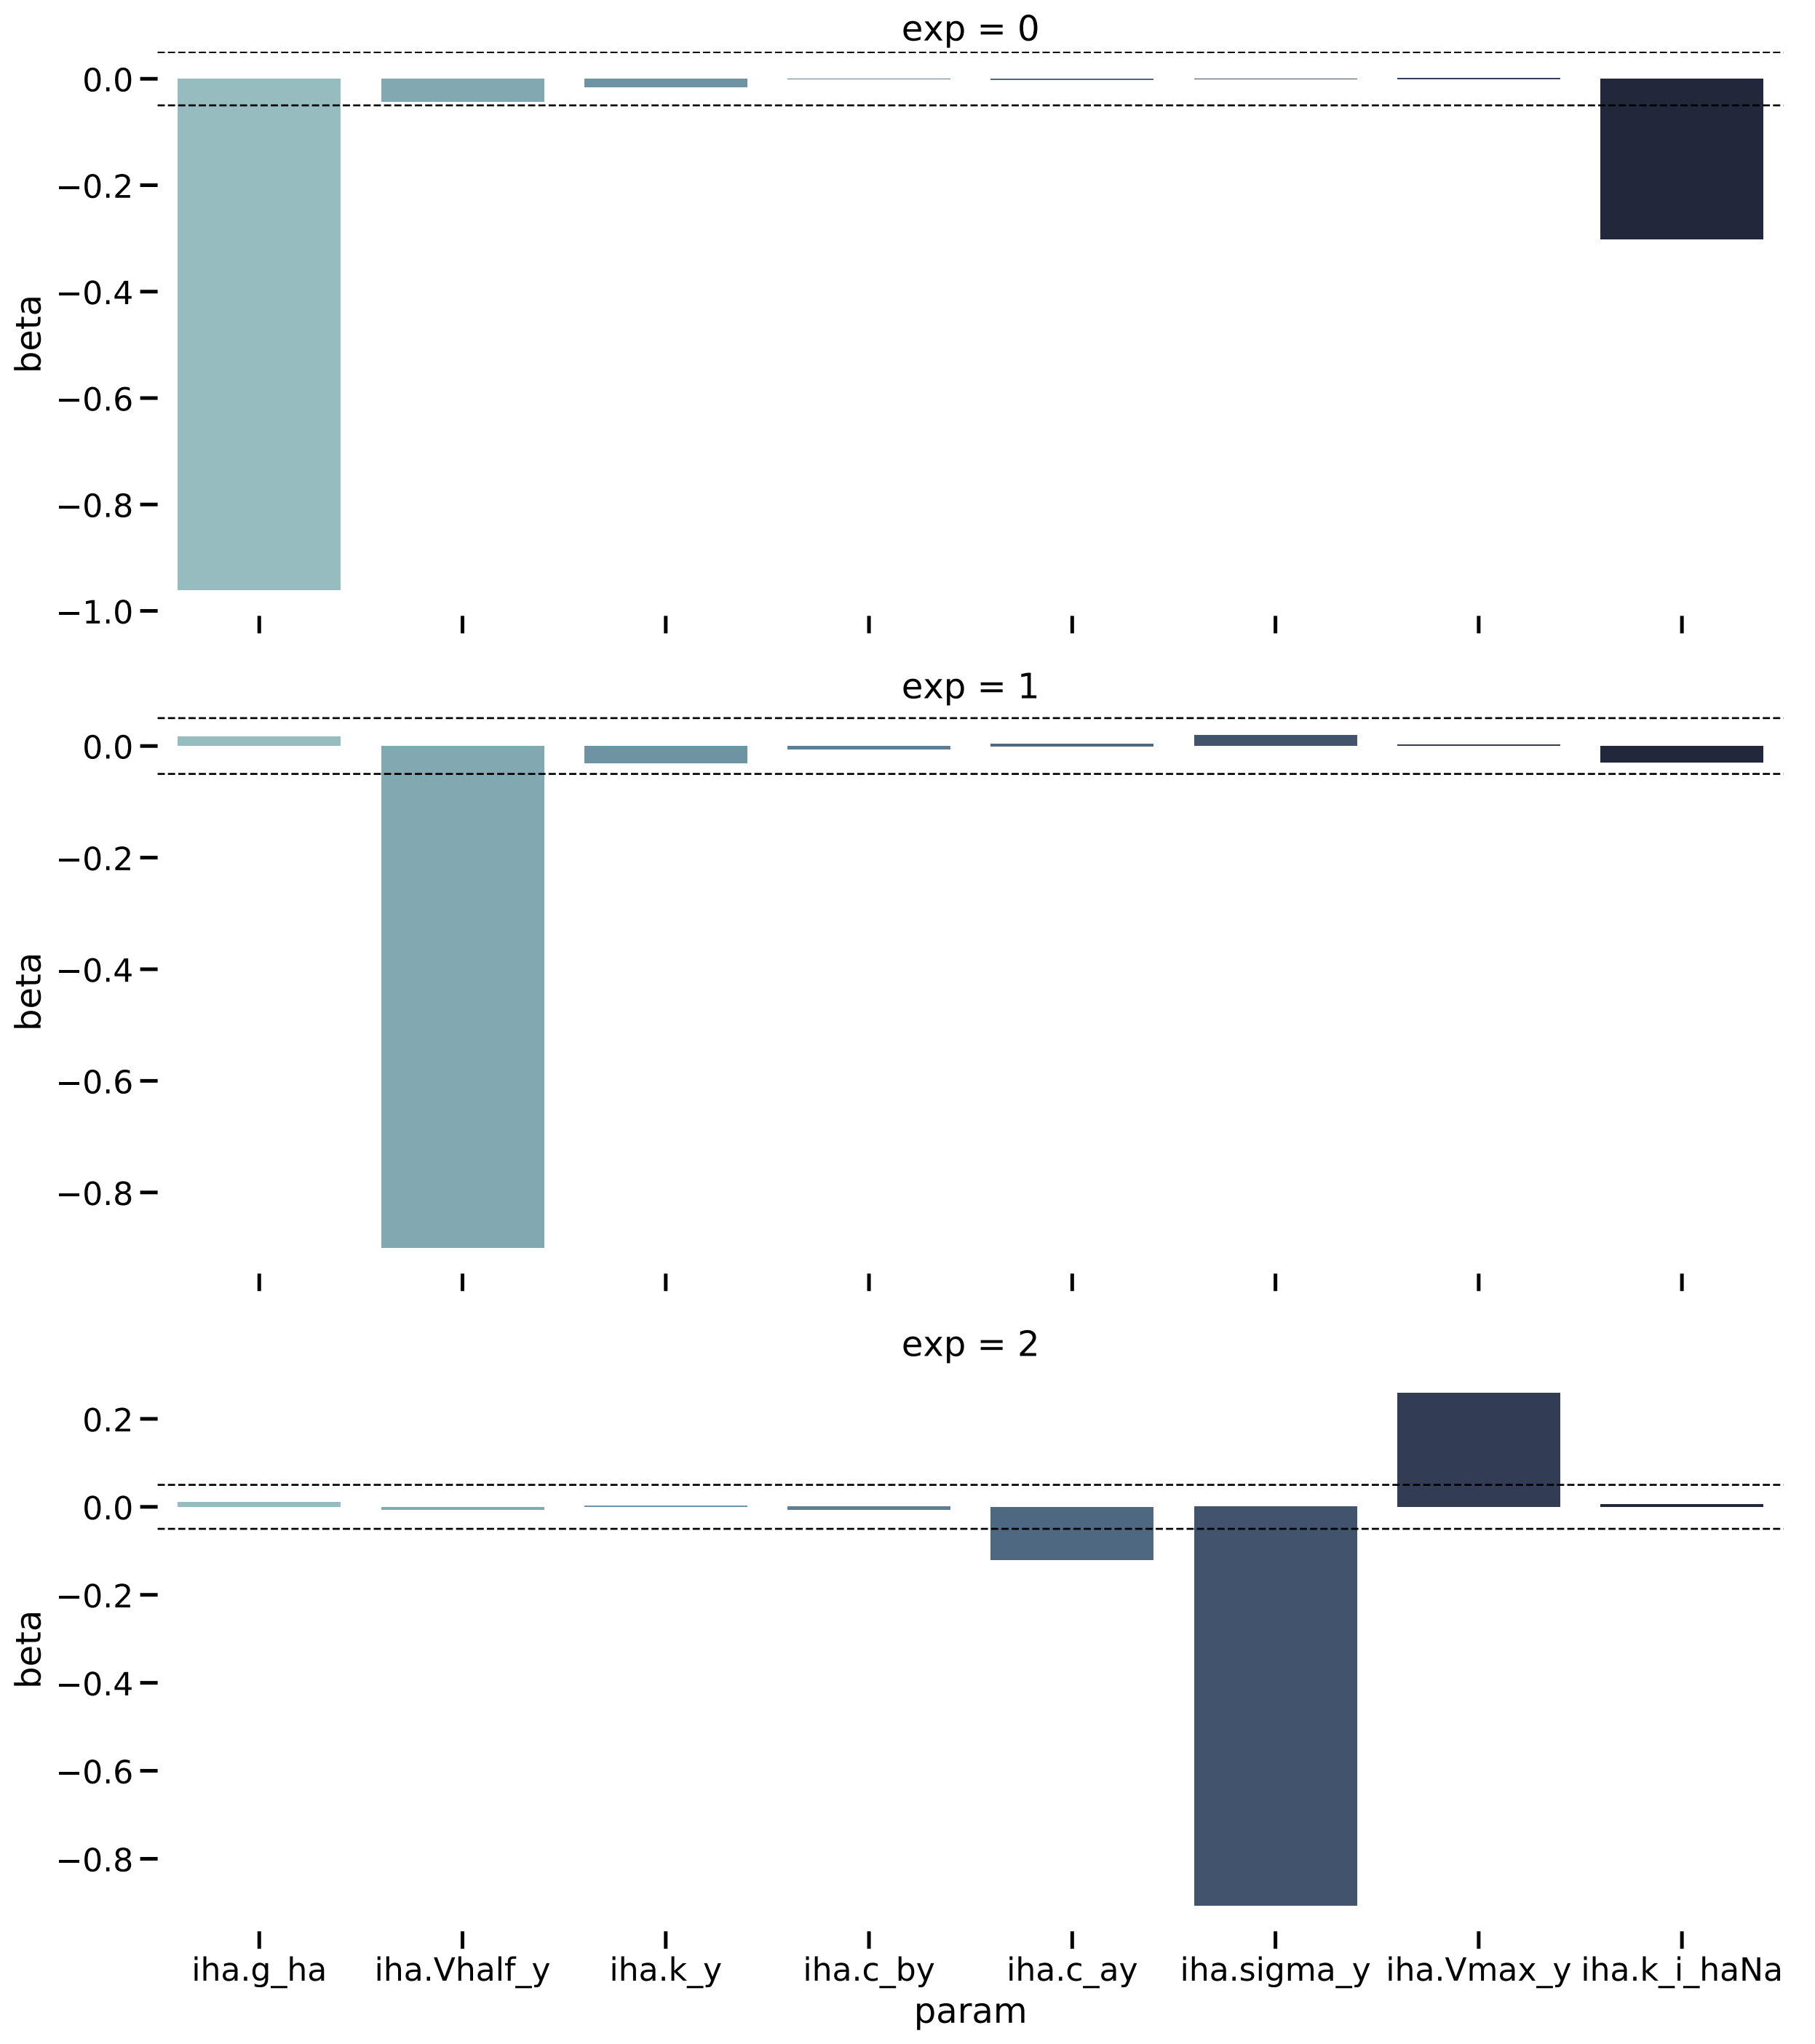 exp = 0
0.0
−0.2
−0.4
−0.6
−0.8
−1.0
beta
exp = 1
0.0
−0.2
−0.4
−0.6
−0.8
beta
exp = 2
0.2
0.0
−0.2
−0.4
−0.6
−0.8
beta
iha.g_ha iha.Vhalf_y iha.k_y iha.c_by iha.c_ay iha.sigma_y iha.Vmax_y iha.k_i_haNa
param